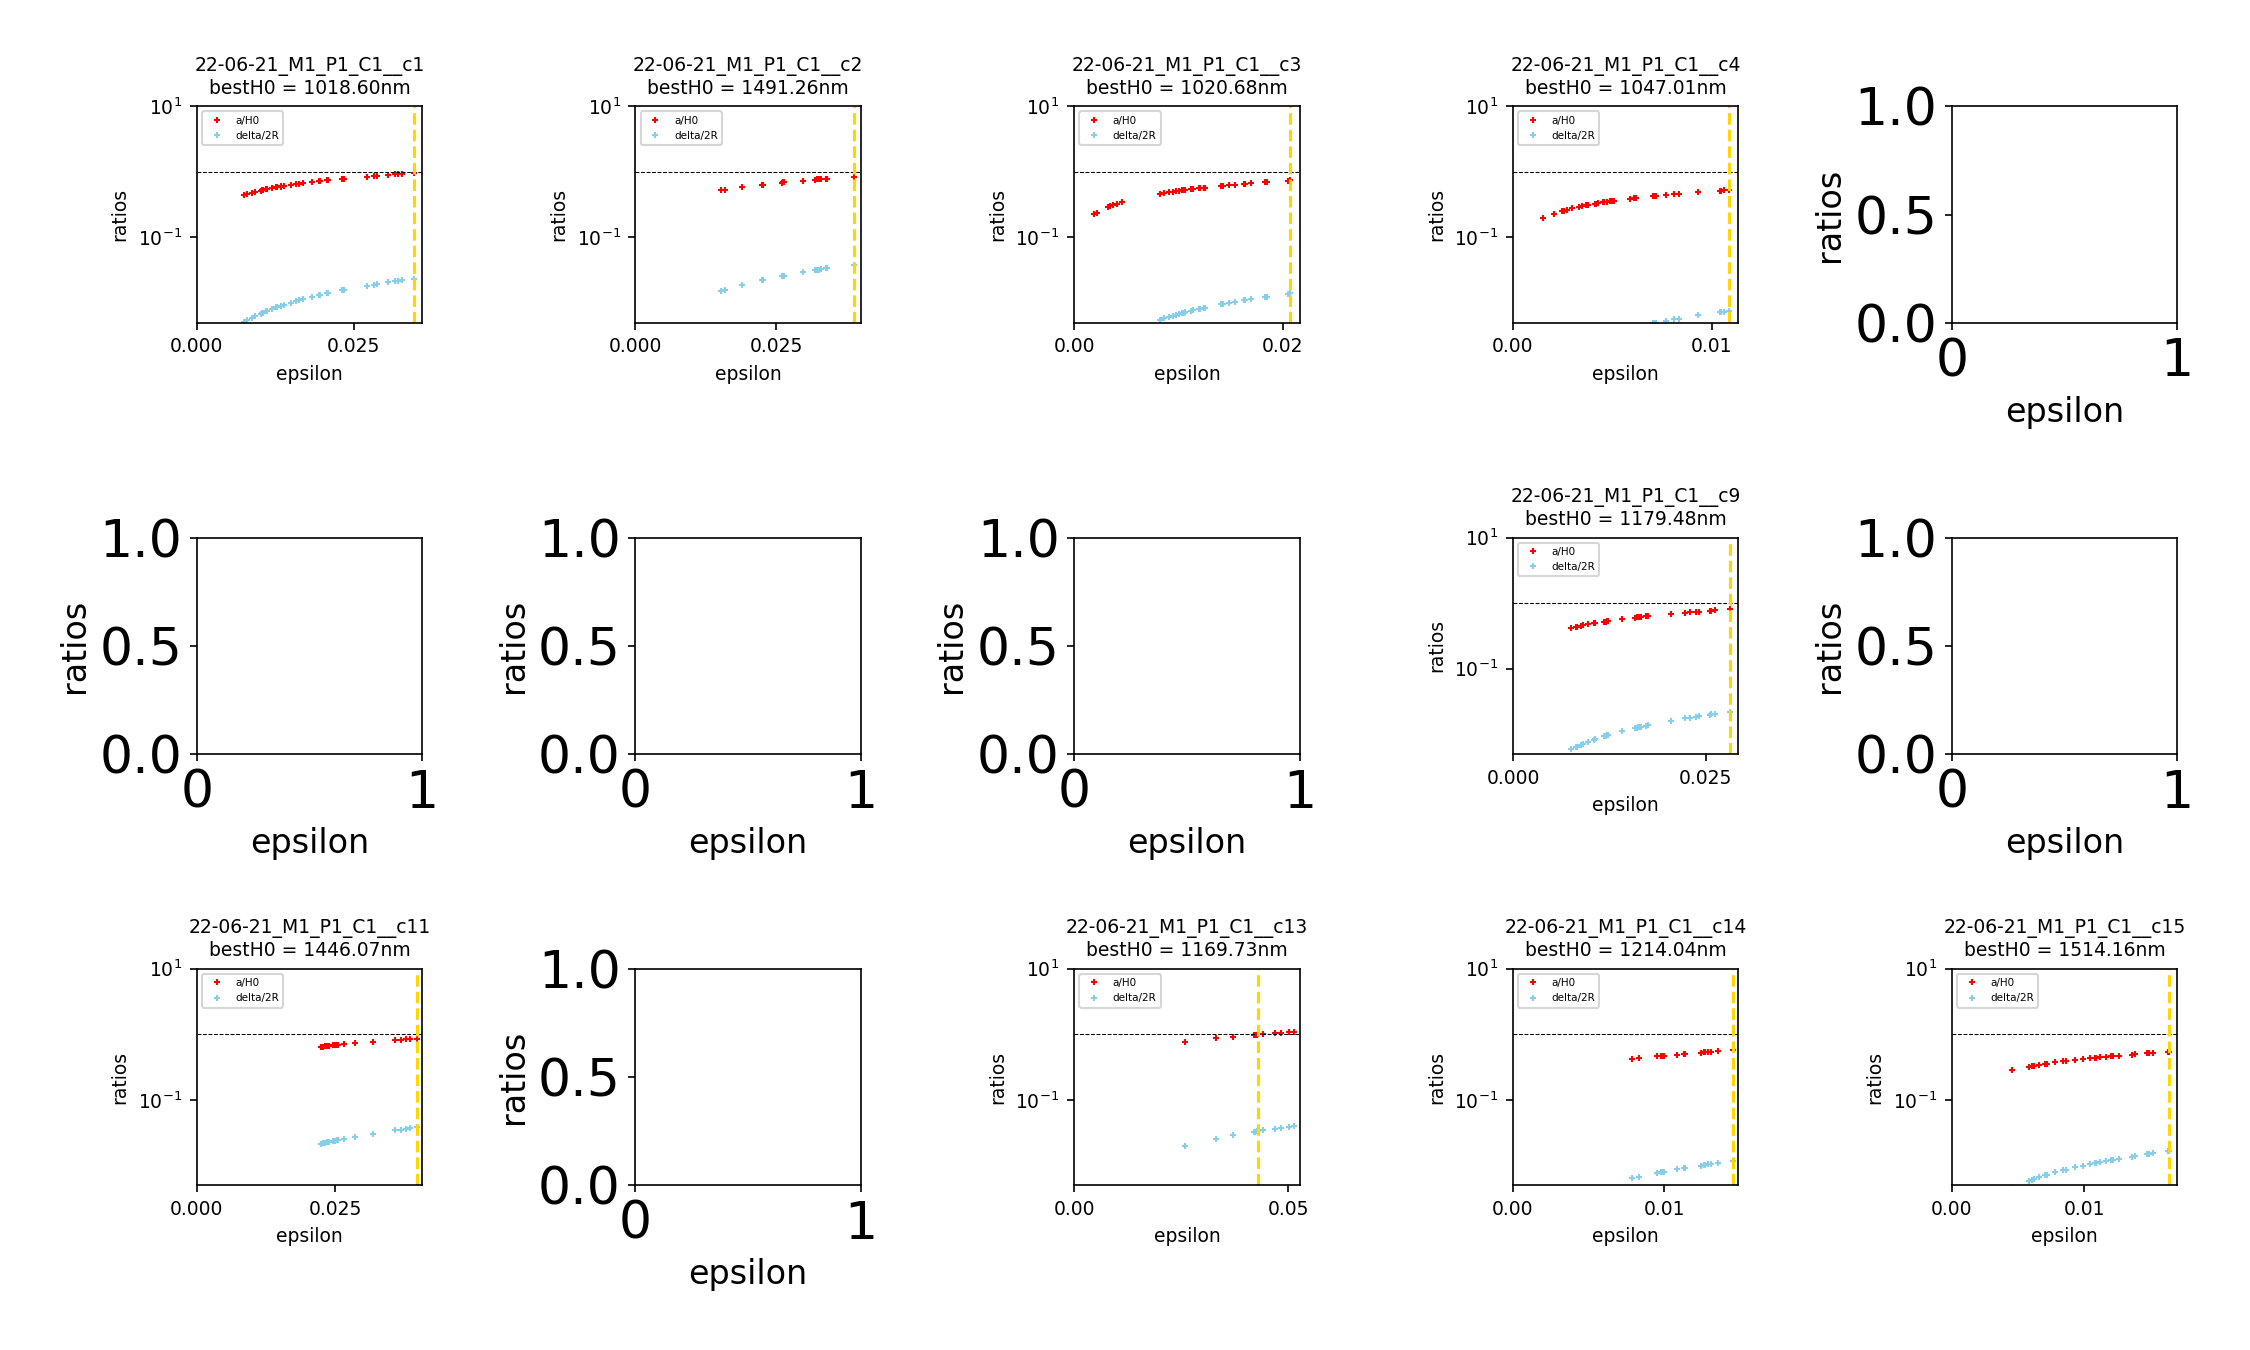 22-06-21_M1_P1_C1__c1
bestH0 = 1018.60nm
10^1
10^-1
ratios
a/H0
delta/2R
0.000 0.025
epsilon
22-06-21_M1_P1_C1__c2
bestH0 = 1491.26nm
10^1
10^-1
ratios
a/H0
delta/2R
0.000 0.025
epsilon
22-06-21_M1_P1_C1__c3
bestH0 = 1020.68nm
10^1
10^-1
ratios
a/H0
delta/2R
0.00 0.02
epsilon
22-06-21_M1_P1_C1__c4
bestH0 = 1047.01nm
10^1
10^-1
ratios
a/H0
delta/2R
0.00 0.01
epsilon
1.0
0.5
0.0
ratios
0 1
epsilon
1.0
0.5
0.0
ratios
0 1
epsilon
1.0
0.5
0.0
ratios
0 1
epsilon
1.0
0.5
0.0
ratios
0 1
epsilon
22-06-21_M1_P1_C1__c9
bestH0 = 1179.48nm
10^1
10^-1
ratios
a/H0
delta/2R
0.000 0.025
epsilon
1.0
0.5
0.0
ratios
0 1
epsilon
22-06-21_M1_P1_C1__c11
bestH0 = 1446.07nm
10^1
10^-1
ratios
a/H0
delta/2R
0.000 0.025
epsilon
1.0
0.5
0.0
ratios
0 1
epsilon
22-06-21_M1_P1_C1__c13
bestH0 = 1169.73nm
10^1
10^-1
ratios
a/H0
delta/2R
0.00 0.05
epsilon
22-06-21_M1_P1_C1__c14
bestH0 = 1214.04nm
10^1
10^-1
ratios
a/H0
delta/2R
0.00 0.01
epsilon
22-06-21_M1_P1_C1__c15
bestH0 = 1514.16nm
10^1
10^-1
ratios
a/H0
delta/2R
0.00 0.01
epsilon